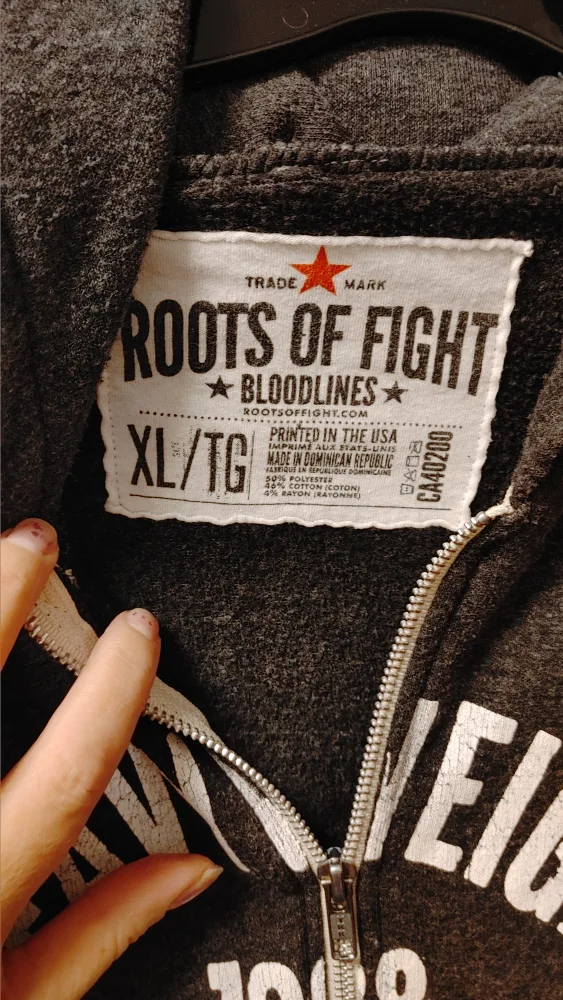 TRADE MARK
ROOTS OF FIGHT
BLOODLINES
ROOTSOFFIGHT.COM
XL/TG
PRINTED IN THE USA
IMPRIMÉ AUX ÉTATS-UNIS
MADE IN DOMINICAN REPUBLIC
FABRIQUÉ EN RÉPUBLIQUE DOMINICAINE
50% POLYESTER
46% COTTON (COTON)
4% RAYON (RAYONNE)
CA40200
VEIG